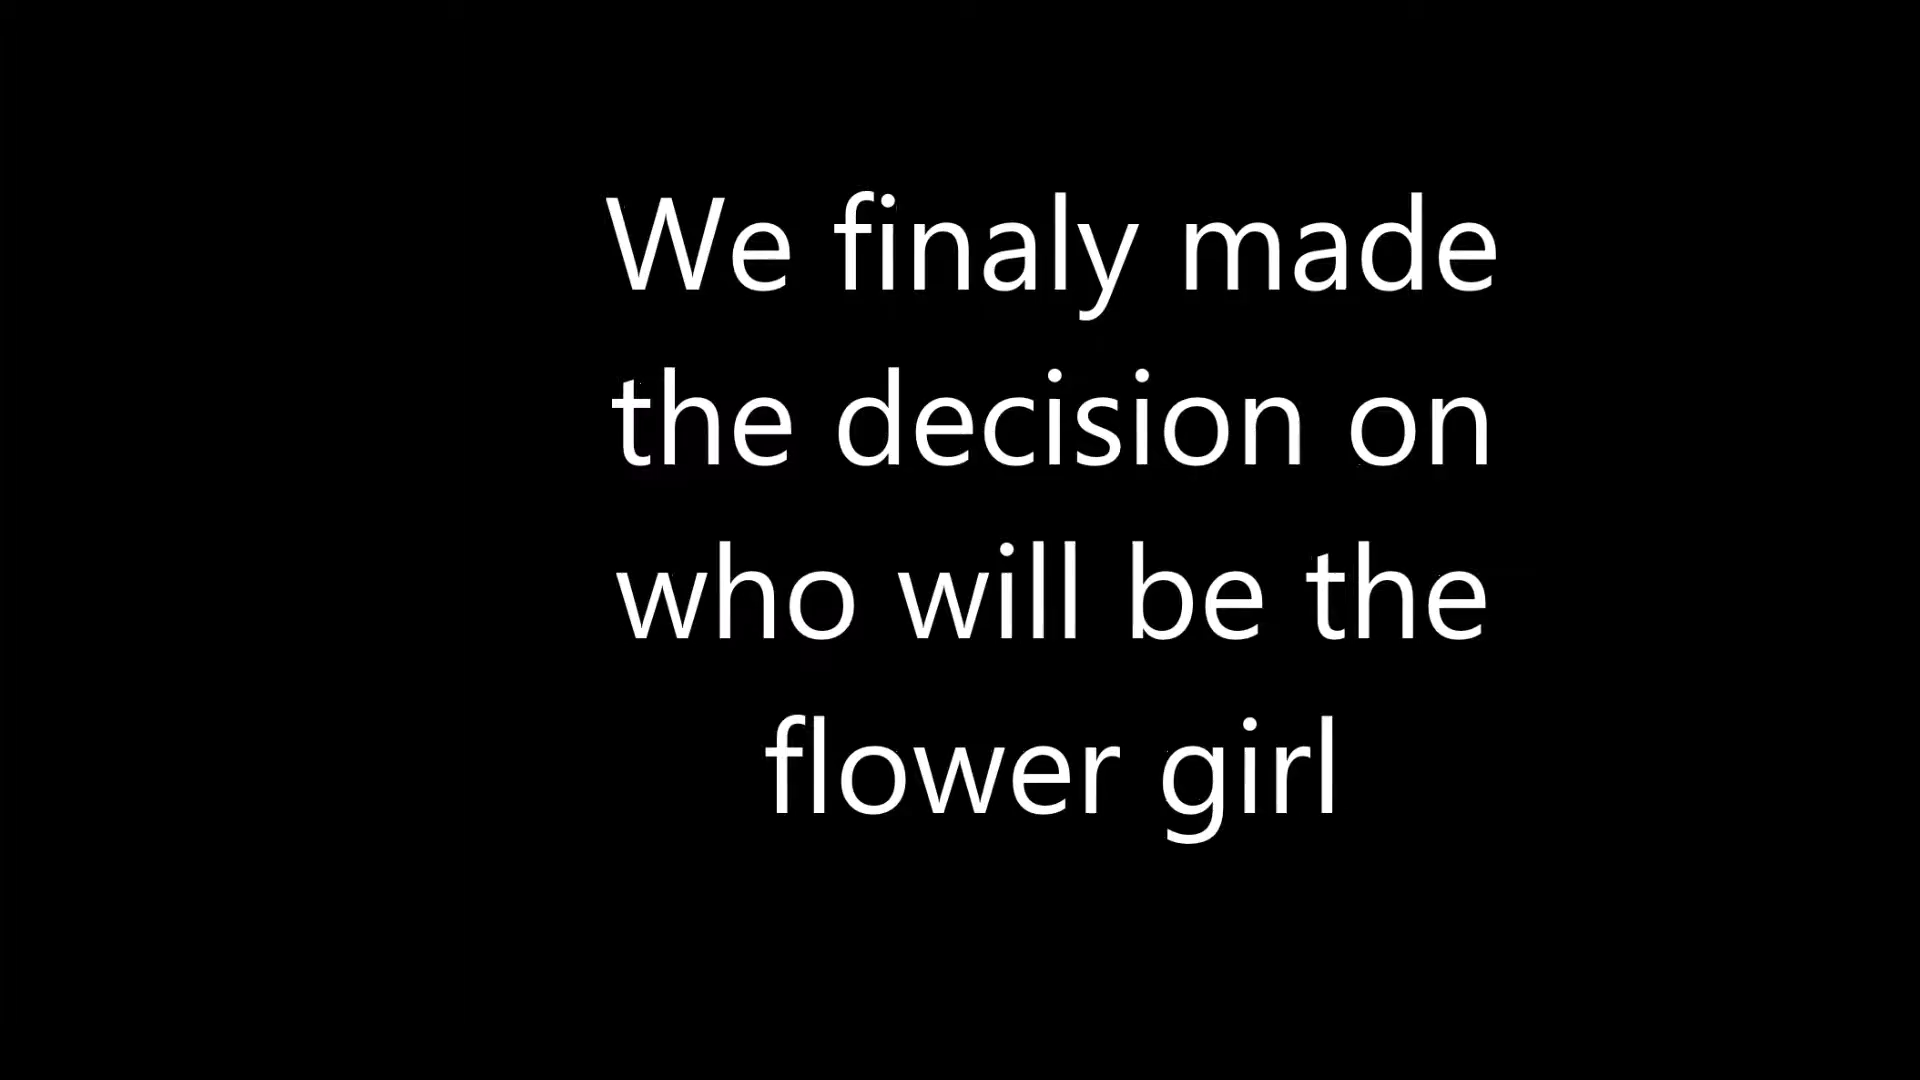 We finaly made
the decision on
who will be the
flower girl